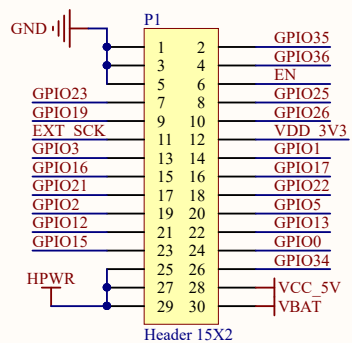 P1
GND
1 2 GPIO35
3 4 GPIO36
5 6 EN
GPIO23 7 8 GPIO25
GPIO19 9 10 GPIO26
EXT_SCK 11 12 VDD_3V3
GPIO3 13 14 GPIO1
GPIO16 15 16 GPIO17
GPIO21 17 18 GPIO22
GPIO2 19 20 GPIO5
GPIO12 21 22 GPIO13
GPIO15 23 24 GPIO0
25 26 GPIO34
HPWR 27 28 VCC_5V
29 30 VBAT
Header 15X2